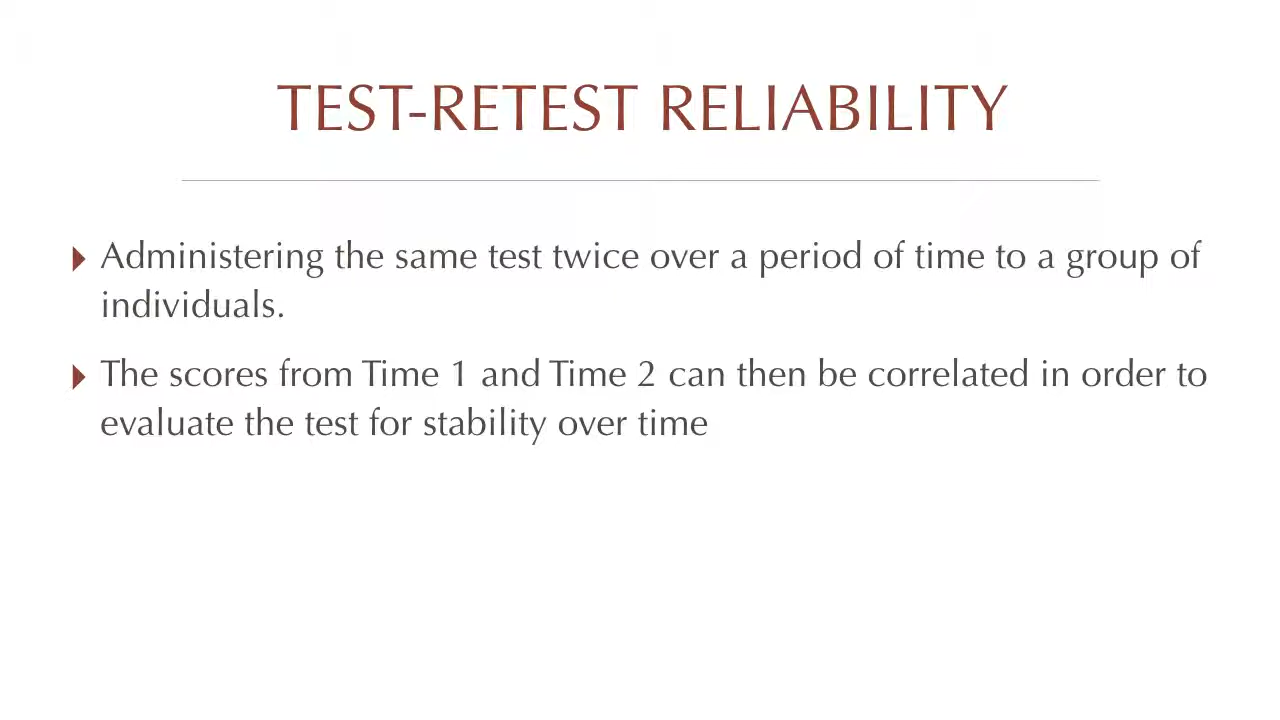 TEST-RETEST RELIABILITY
Administering the same test twice over a period of time to a group of
individuals.
The scores from Time 1 and Time 2 can then be correlated in order to
evaluate the test for stability over time